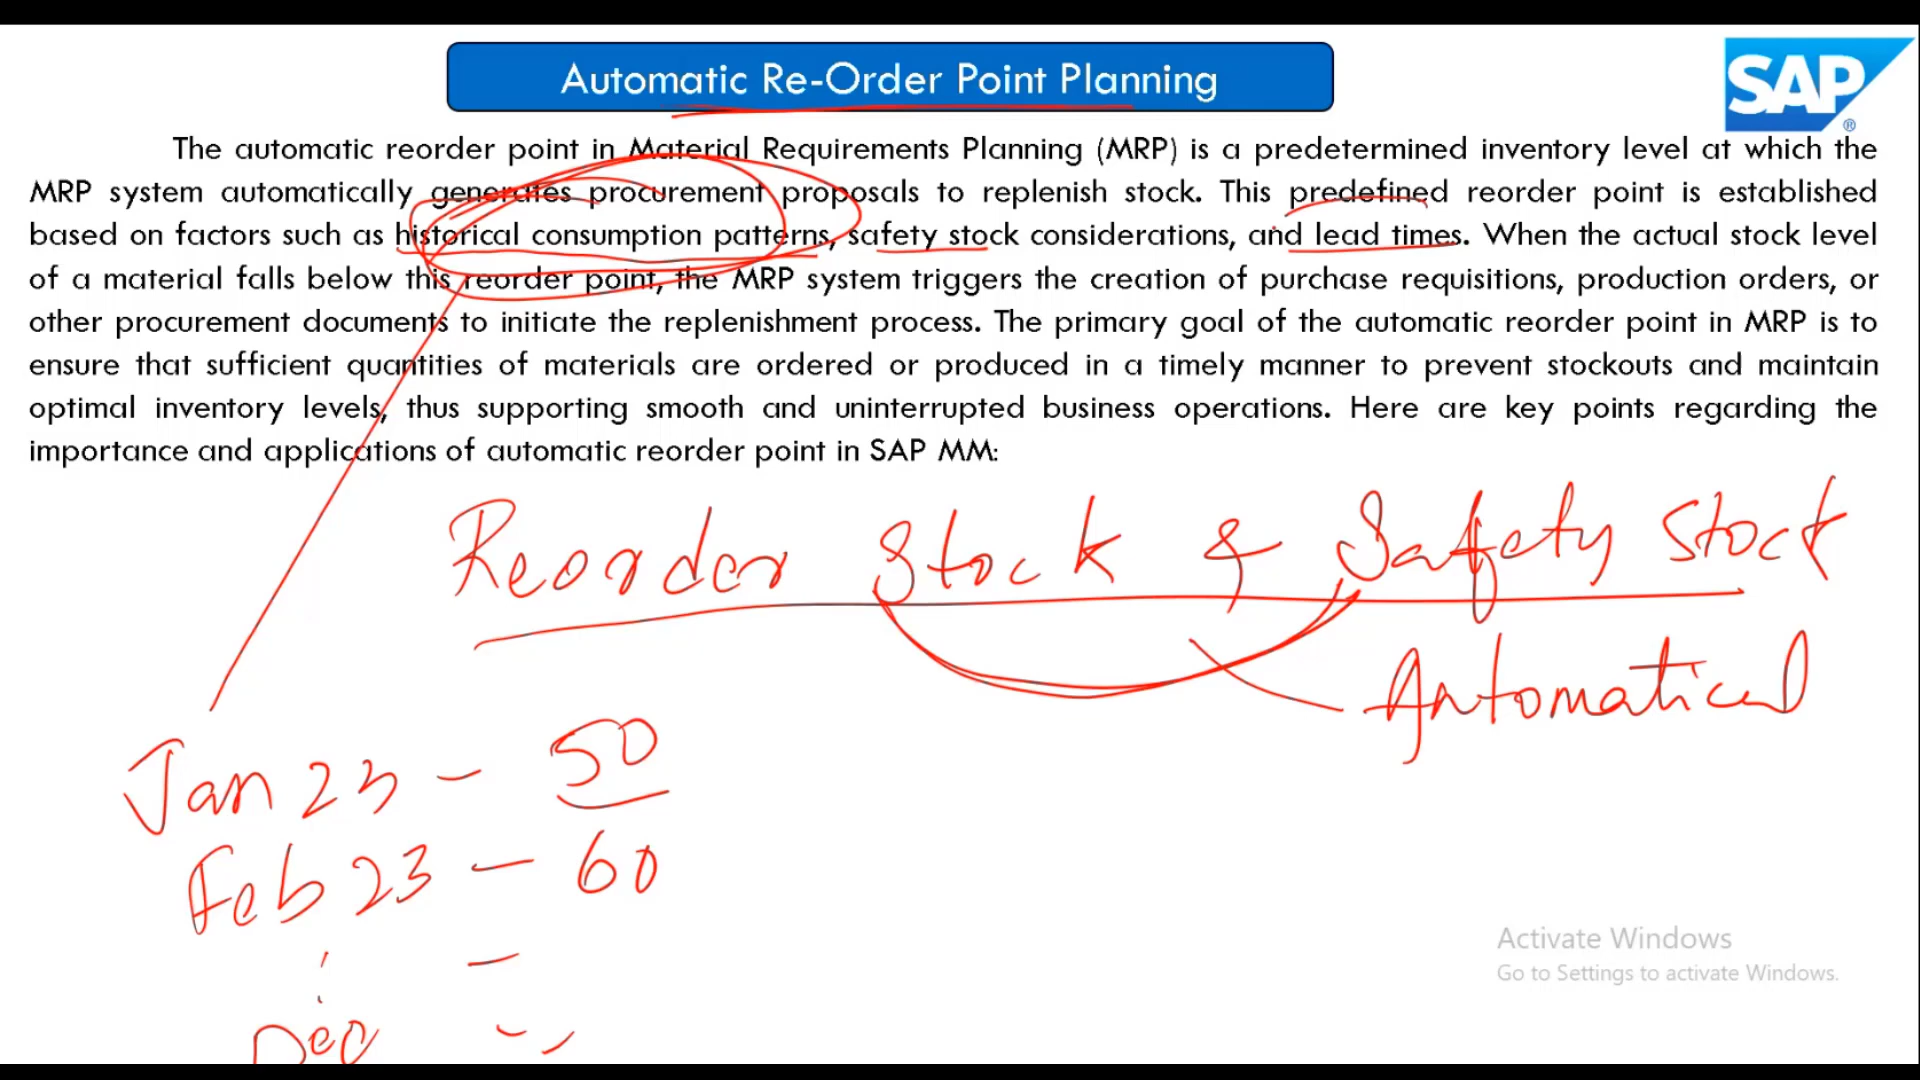 Automatic Re-Order Point Planning
SAP
®
The automatic reorder point in Material Requirements Planning (MRP) is a predetermined inventory level at which the
MRP system automatically generates procurement proposals to replenish stock. This predefined reorder point is established
based on factors such as historical consumption patterns, safety stock considerations, and lead times. When the actual stock level
of a material falls below this reorder point, the MRP system triggers the creation of purchase requisitions, production orders, or
other procurement documents to initiate the replenishment process. The primary goal of the automatic reorder point in MRP is to
ensure that sufficient quantities of materials are ordered or produced in a timely manner to prevent stockouts and maintain
optimal inventory levels, thus supporting smooth and uninterrupted business operations. Here are key points regarding the
importance and applications of automatic reorder point in SAP MM:
Reorder Stock & Safety Stock
Automatical
Jan 23 - 50
Feb 23 - 60
Dec
Activate Windows
Go to Settings to activate Windows.